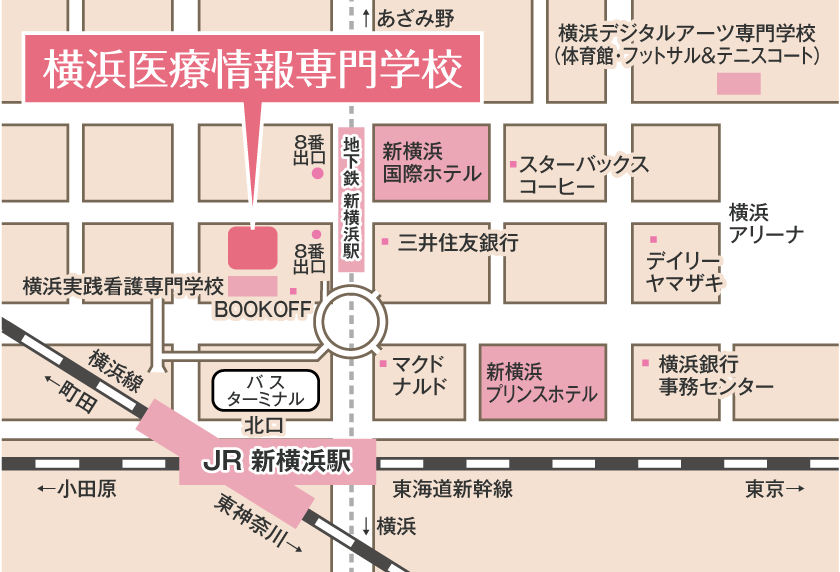 ↑あざみ野
横浜デジタルアーツ専門学校
（体育館・フットサル＆テニスコート）
横浜医療情報専門学校
8番
出口
地下鉄 新横浜駅
新横浜
国際ホテル
スターバックス
コーヒー
横浜
アリーナ
8番
出口
三井住友銀行
デイリー
ヤマザキ
横浜実践看護専門学校
BOOKOFF
横浜線
←町田
バス
ターミナル
北口
マクド
ナルド
新横浜
プリンスホテル
横浜銀行
事務センター
JR 新横浜駅
←小田原
東海道新幹線
東京→
東神奈川→
↓横浜